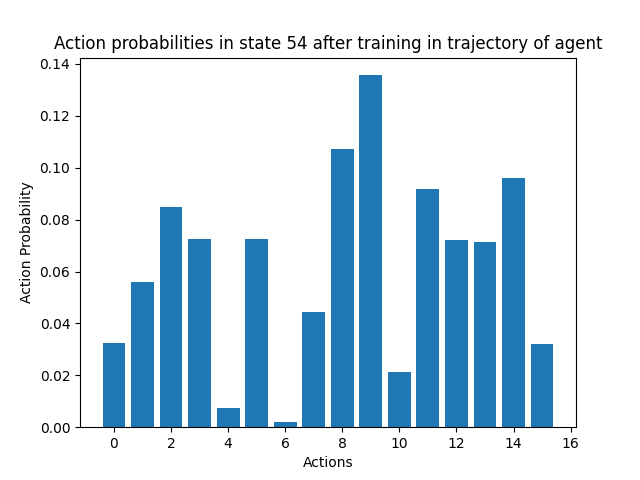 Action probabilities in state 54 after training in trajectory of agent
0.14
0.12
0.10
0.08
0.06
0.04
0.02
0.00
Action Probability
0 2 4 6 8 10 12 14 16
Actions